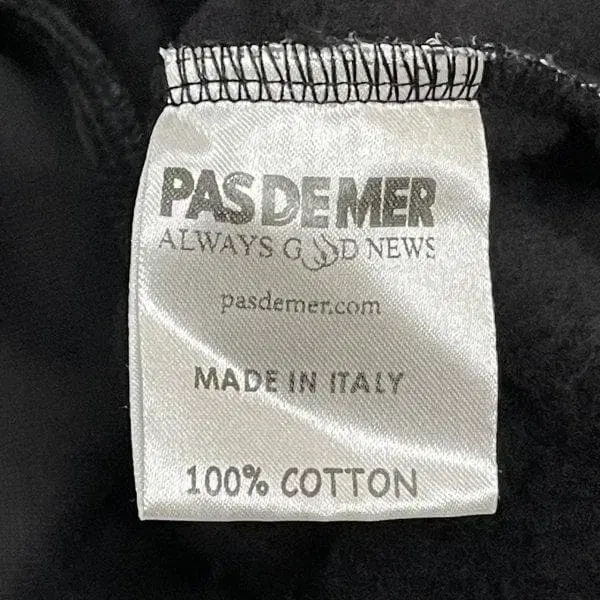 PAS DE MER
ALWAYS GOOD NEWS
pasdemer.com
MADE IN ITALY
100% COTTON